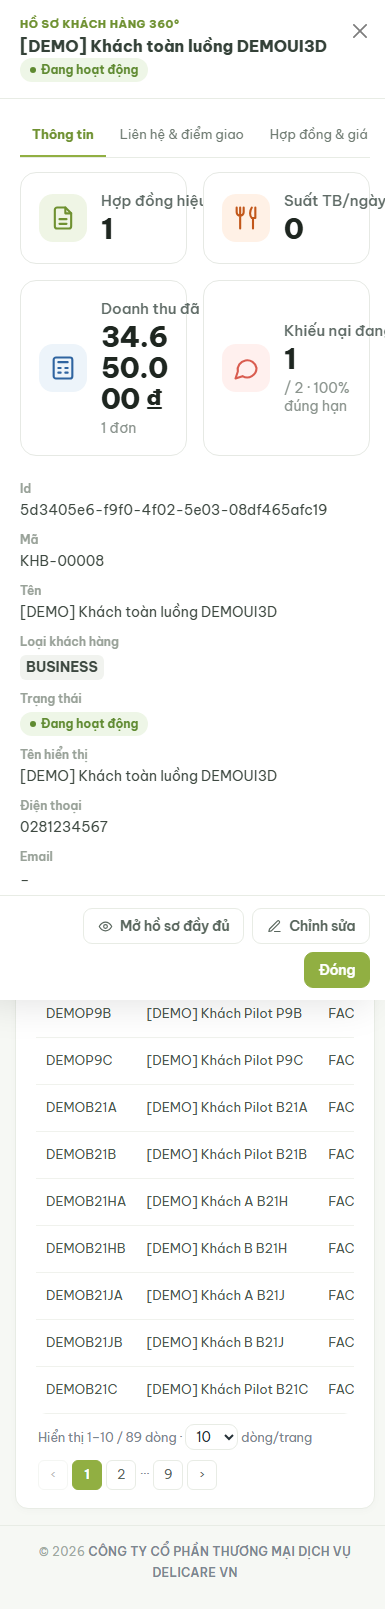 HỒ SƠ KHÁCH HÀNG 360°
[DEMO] Khách toàn luồng DEMOUI3D
Đang hoạt động
Thông tin Liên hệ & điểm giao Hợp đồng & giá
Hợp đồng hiệu
1
Suất TB/ngày
0
Doanh thu đã
34.6
50.0
00 ₫
1 đơn
Khiếu nại đang
1
/ 2 · 100%
đúng hạn
Id
5d3405e6-f9f0-4f02-5e03-08df465afc19
Mã
KHB-00008
Tên
[DEMO] Khách toàn luồng DEMOUI3D
Loại khách hàng
BUSINESS
Trạng thái
Đang hoạt động
Tên hiển thị
[DEMO] Khách toàn luồng DEMOUI3D
Điện thoại
0281234567
Email
–
Mở hồ sơ đầy đủ Chỉnh sửa
Đóng
DEMOP9B [DEMO] Khách Pilot P9B FAC
DEMOP9C [DEMO] Khách Pilot P9C FAC
DEMOB21A [DEMO] Khách Pilot B21A FAC
DEMOB21B [DEMO] Khách Pilot B21B FAC
DEMOB21HA [DEMO] Khách A B21H FAC
DEMOB21HB [DEMO] Khách B B21H FAC
DEMOB21JA [DEMO] Khách A B21J FAC
DEMOB21JB [DEMO] Khách B B21J FAC
DEMOB21C [DEMO] Khách Pilot B21C FAC
Hiển thị 1–10 / 89 dòng · 10 dòng/trang
‹ 1 2 ... 9 ›
© 2026 CÔNG TY CỔ PHẦN THƯƠNG MẠI DỊCH VỤ
DELICARE VN